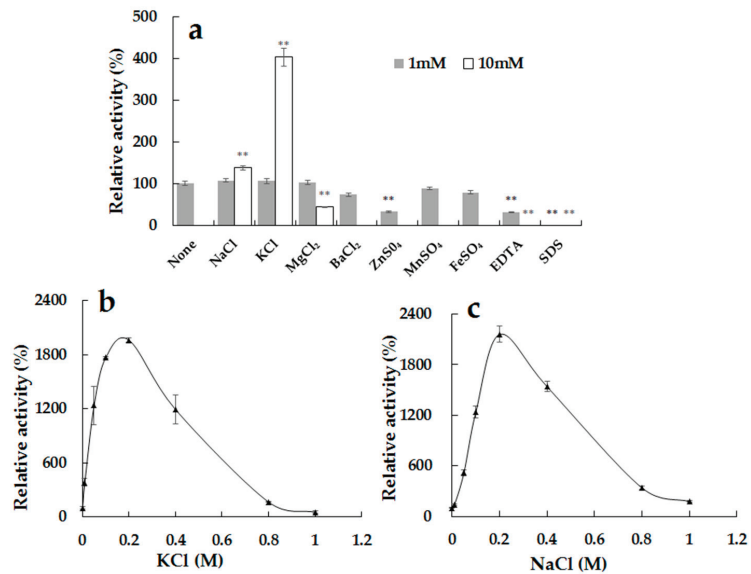 a
500
400
300
200
100
0
Relative activity (%)
1mM
10mM
**
**
**
**
**
**
**
**
None
NaCl
KCl
MgCl₂
BaCl₂
ZnS0₄
MnSO₄
FeSO₄
EDTA
SDS
b
2400
1800
1200
600
0
Relative activity (%)
0
0.2
0.4
0.6
0.8
1
1.2
KCl (M)
c
2400
1800
1200
600
0
Relative activity (%)
0
0.2
0.4
0.6
0.8
1
1.2
NaCl (M)